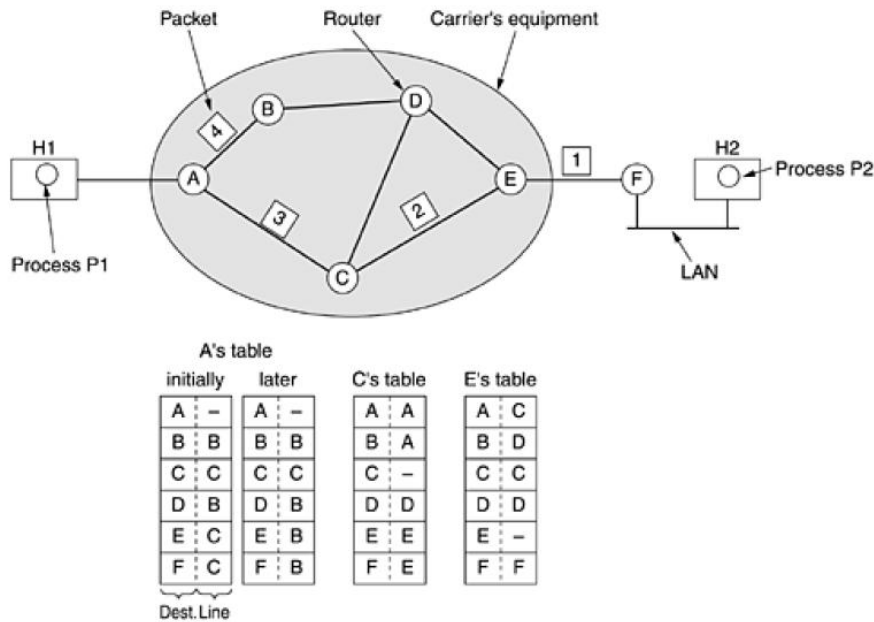 Packet Router Carrier's equipment
B D
4
H1 1 H2
A E F Process P2
3 2
Process P1 C LAN
A's table
initially later C's table E's table
A – A – A A A C
B B B B B A B D
C C C C C – C C
D B D B D D D D
E C E B E E E –
F C F B F E F F
Dest. Line